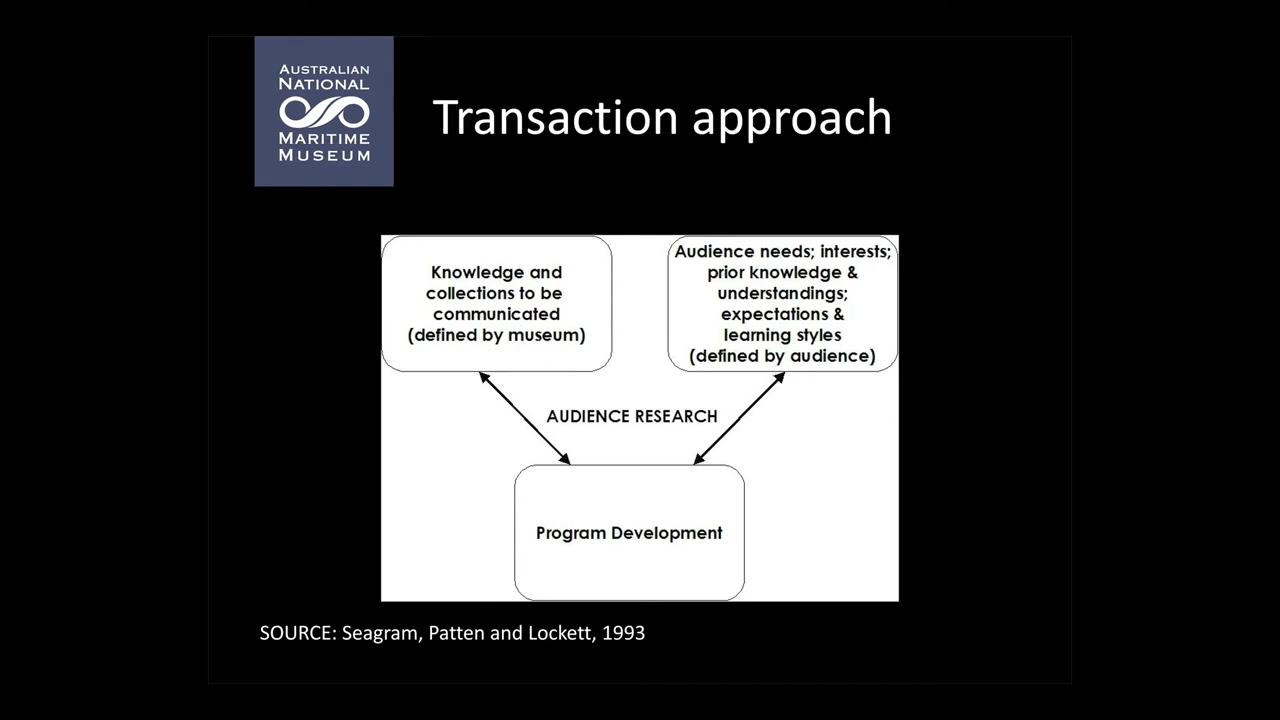 AUSTRALIAN
NATIONAL
MARITIME
MUSEUM
Transaction approach
Knowledge and
collections to be
communicated
(defined by museum)
Audience needs; interests;
prior knowledge &
understandings;
expectations &
learning styles
(defined by audience)
AUDIENCE RESEARCH
Program Development
SOURCE: Seagram, Patten and Lockett, 1993